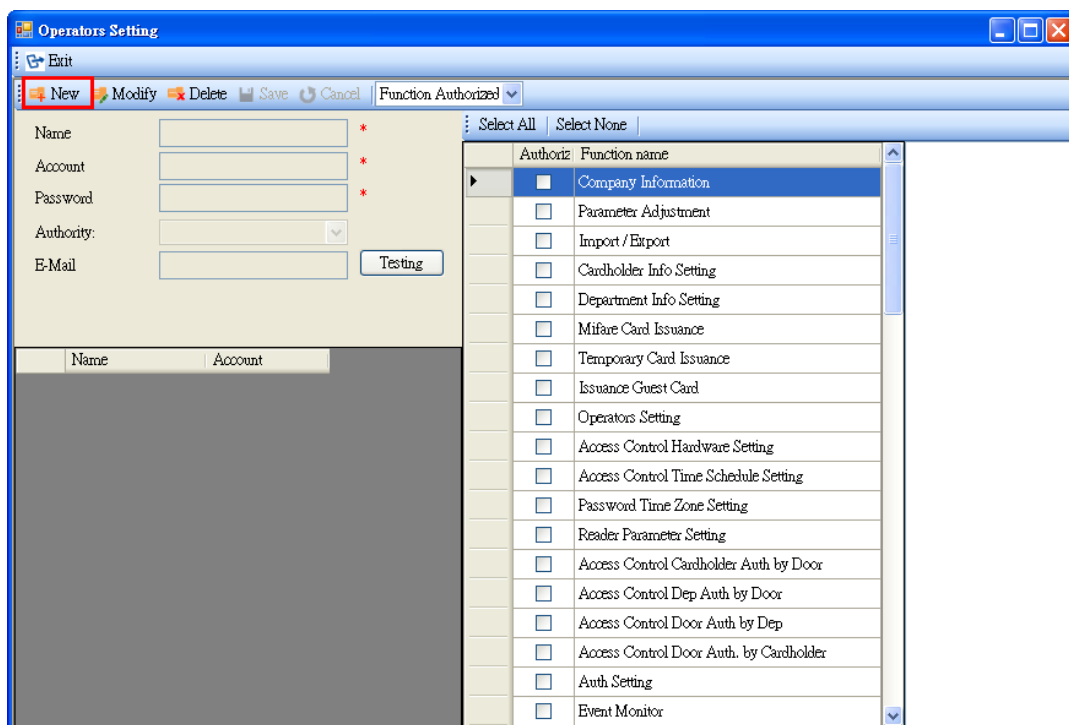 Operators Setting
Exit
New Modify Delete Save Cancel Function Authorized
Name *
Account *
Password *
Authority:
E-Mail Testing
Name Account
Select All Select None
Authoriz Function name
Company Information
Parameter Adjustment
Import / Export
Cardholder Info Setting
Department Info Setting
Mifare Card Issuance
Temporary Card Issuance
Issuance Guest Card
Operators Setting
Access Control Hardware Setting
Access Control Time Schedule Setting
Password Time Zone Setting
Reader Parameter Setting
Access Control Cardholder Auth by Door
Access Control Dep Auth by Door
Access Control Door Auth by Dep
Access Control Door Auth. by Cardholder
Auth Setting
Event Monitor